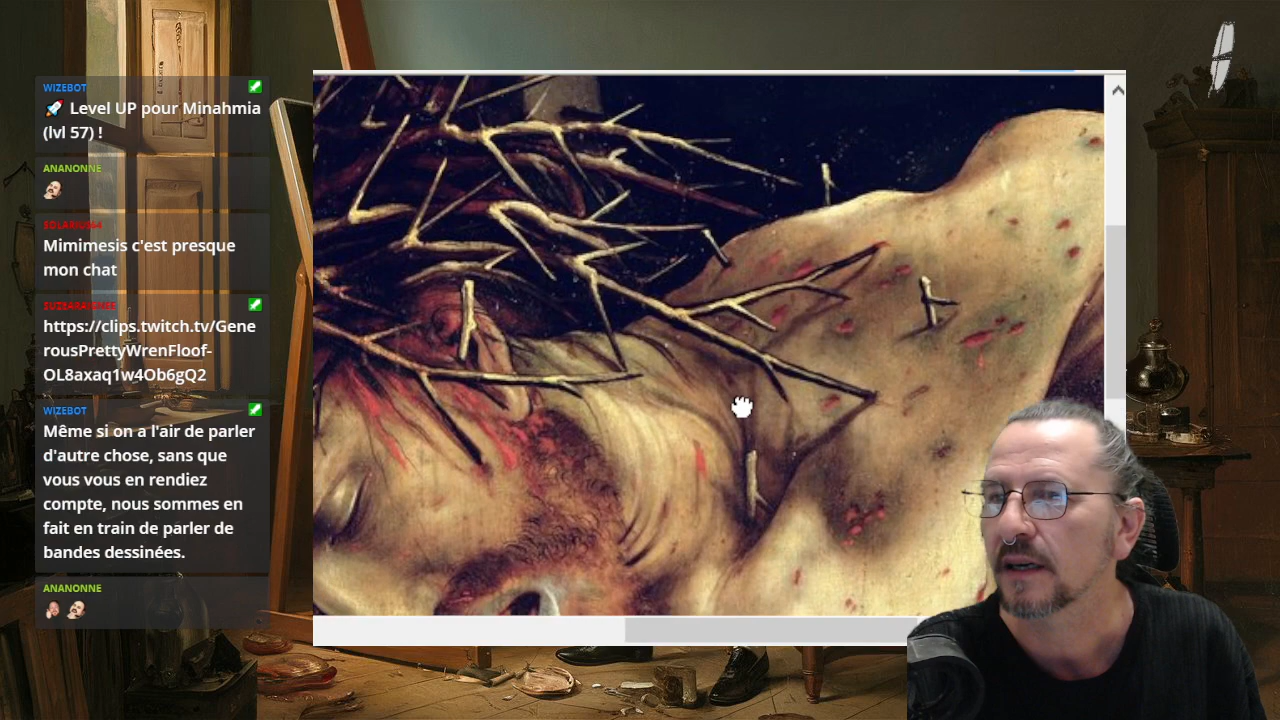 WIZEBOT
🚀 Level UP pour Minahmia
(lvl 57) !
ANANONNE
Mimimesis c'est presque
mon chat
https://clips.twitch.tv/Gene
rousPrettyWrenFloof-
OL8axaq1w4Ob6gQ2
WIZEBOT
Même si on a l'air de parler
d'autre chose, sans que
vous vous en rendiez
compte, nous sommes en
fait en train de parler de
bandes dessinées.
ANANONNE